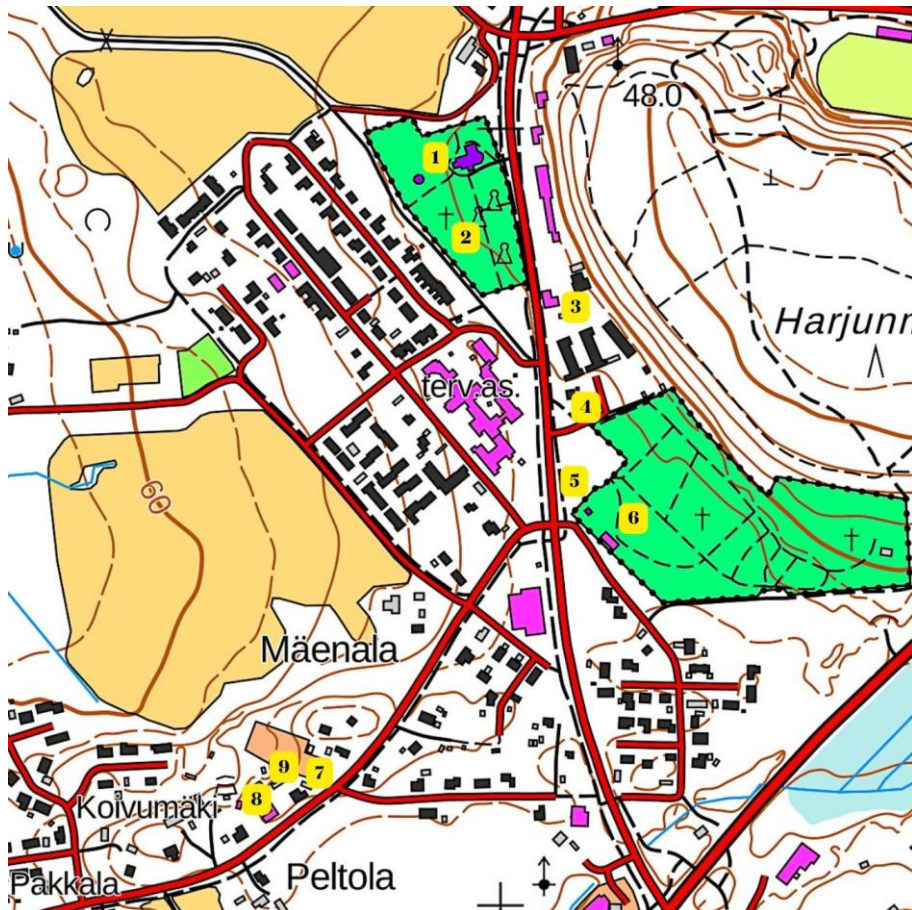 48.0
1
2
3
Harjunn
terv.as.
4
60
5
6
Mäenala
9
7
8
Koivumäki
Peltola
Pakkala